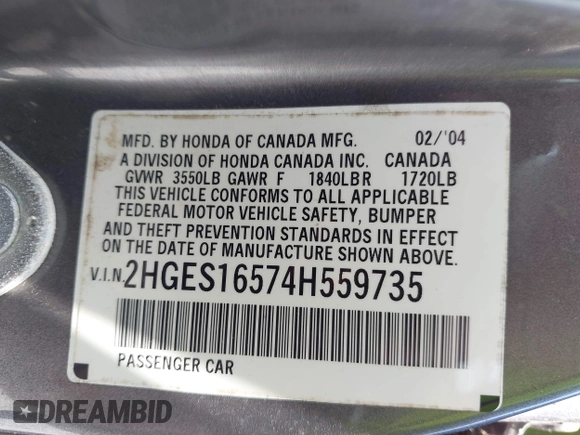 MFD. BY HONDA OF CANADA MFG. 02/'04
A DIVISION OF HONDA CANADA INC. CANADA
GVWR 3550LB GAWR F 1840LBR 1720LB
THIS VEHICLE CONFORMS TO ALL APPLICABLE
FEDERAL MOTOR VEHICLE SAFETY, BUMPER
AND THEFT PREVENTION STANDARDS IN EFFECT
ON THE DATE OF MANUFACTURE SHOWN ABOVE.
V.I.N. 2HGES16574H559735
PASSENGER CAR
DREAMBID